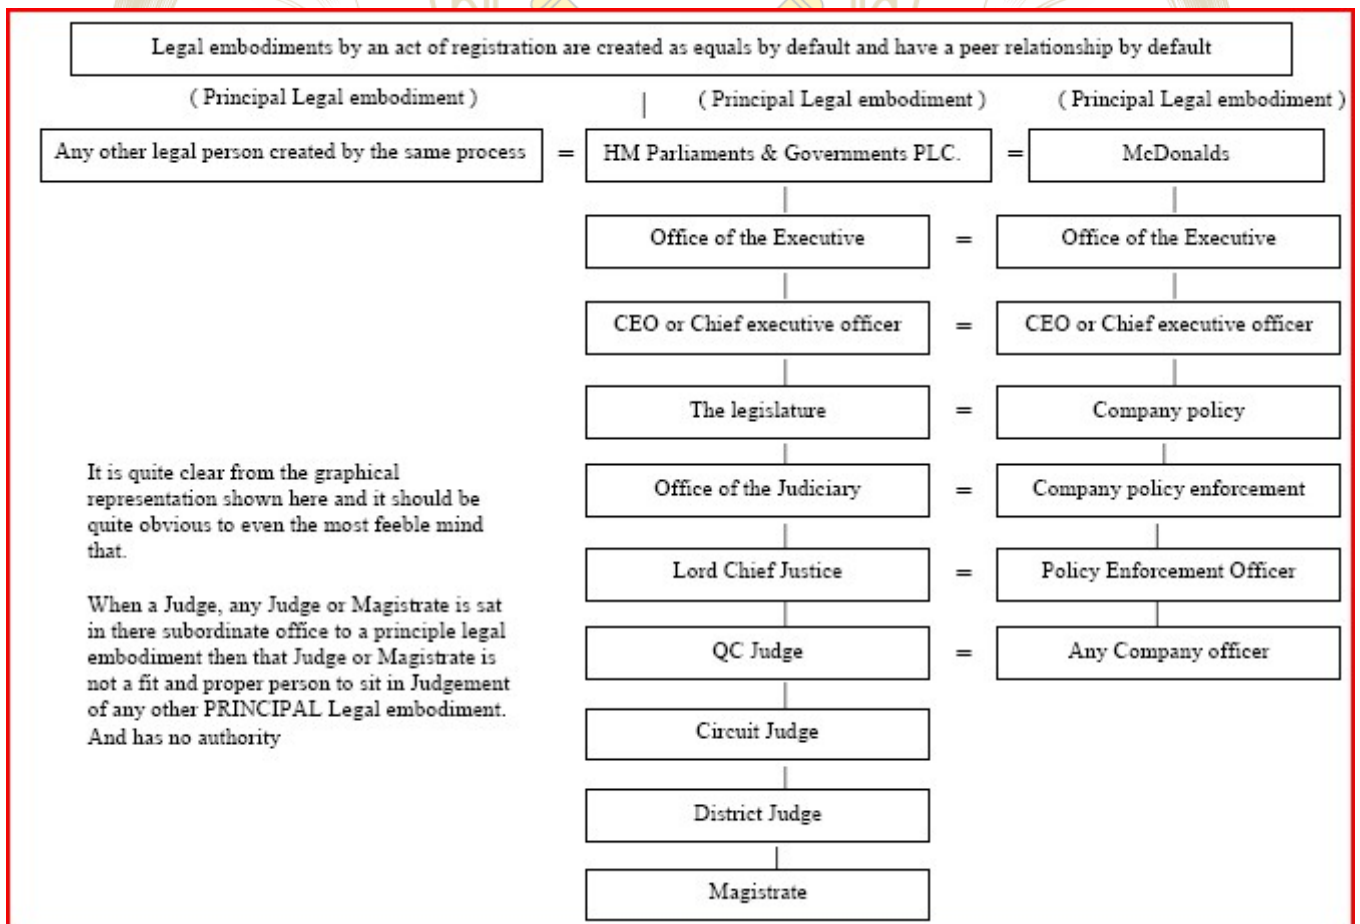 Legal embodiments by an act of registration are created as equals by default and have a peer relationship by default
( Principal Legal embodiment )
( Principal Legal embodiment )
( Principal Legal embodiment )
Any other legal person created by the same process
=
HM Parliaments & Governments PLC.
=
McDonalds
Office of the Executive
=
Office of the Executive
CEO or Chief executive officer
=
CEO or Chief executive officer
The legislature
=
Company policy
Office of the Judiciary
=
Company policy enforcement
Lord Chief Justice
=
Policy Enforcement Officer
QC Judge
=
Any Company officer
Circuit Judge
District Judge
Magistrate
It is quite clear from the graphical
representation shown here and it should be
quite obvious to even the most feeble mind
that.
When a Judge, any Judge or Magistrate is sat
in there subordinate office to a principle legal
embodiment then that Judge or Magistrate is
not a fit and proper person to sit in Judgement
of any other PRINCIPAL Legal embodiment.
And has no authority